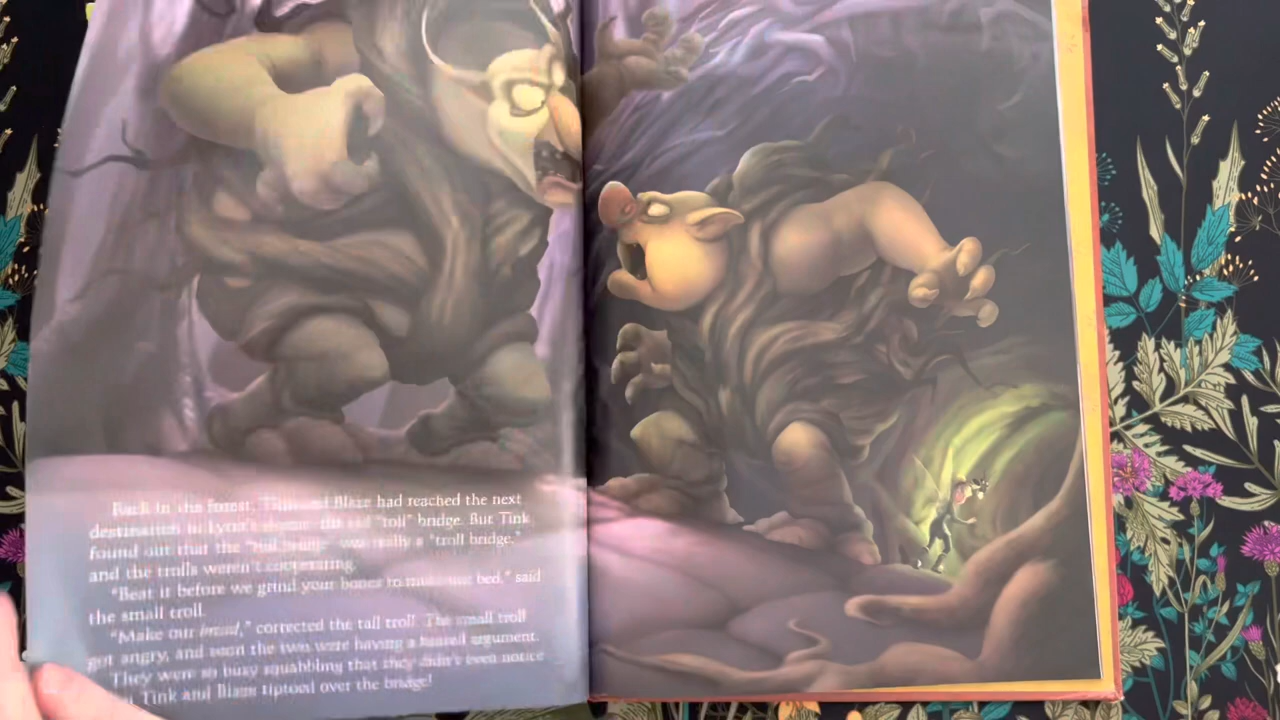 Back in the forest, Tink and Blaze had reached the next
destination in Lyria's the "toll" bridge. But Tink
found out that the "toll bridge" was really a "troll bridge,"
and the trolls weren't cooperating.
"Beat it before we grind your bones to make our bed," said
the small troll.
"Make our bread," corrected the tall troll. The small troll
got angry, and soon the two were having a heated argument.
They were so busy squabbling that they didn't even notice
Tink and Blaze tiptoed over the bridge!